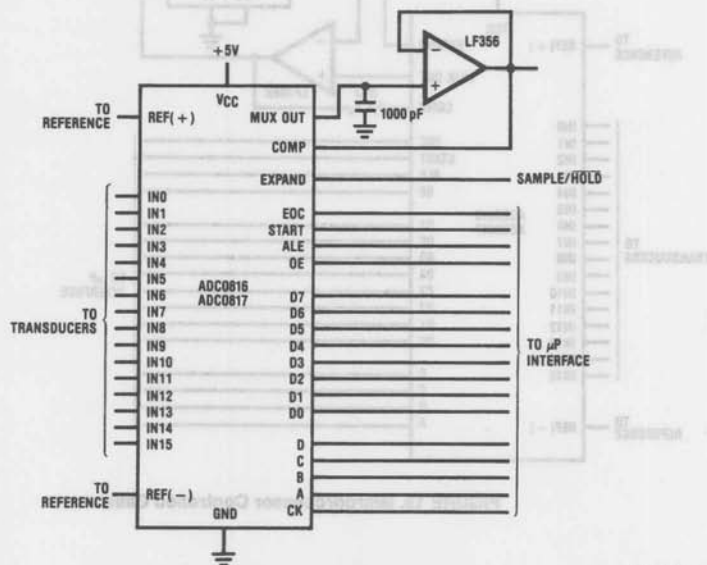 +5V
VCC
LF356
−
+
TO
REFERENCE
REF(+)
MUX OUT
1000 pF
COMP
EXPAND
SAMPLE/HOLD
IN0
IN1
IN2
IN3
IN4
IN5
IN6
IN7
IN8
IN9
IN10
IN11
IN12
IN13
IN14
IN15
TO
TRANSDUCERS
ADC0816
ADC0817
EOC
START
ALE
OE
D7
D6
D5
D4
D3
D2
D1
D0
D
C
B
A
CK
TO µP
INTERFACE
TO
REFERENCE
REF(−)
GND